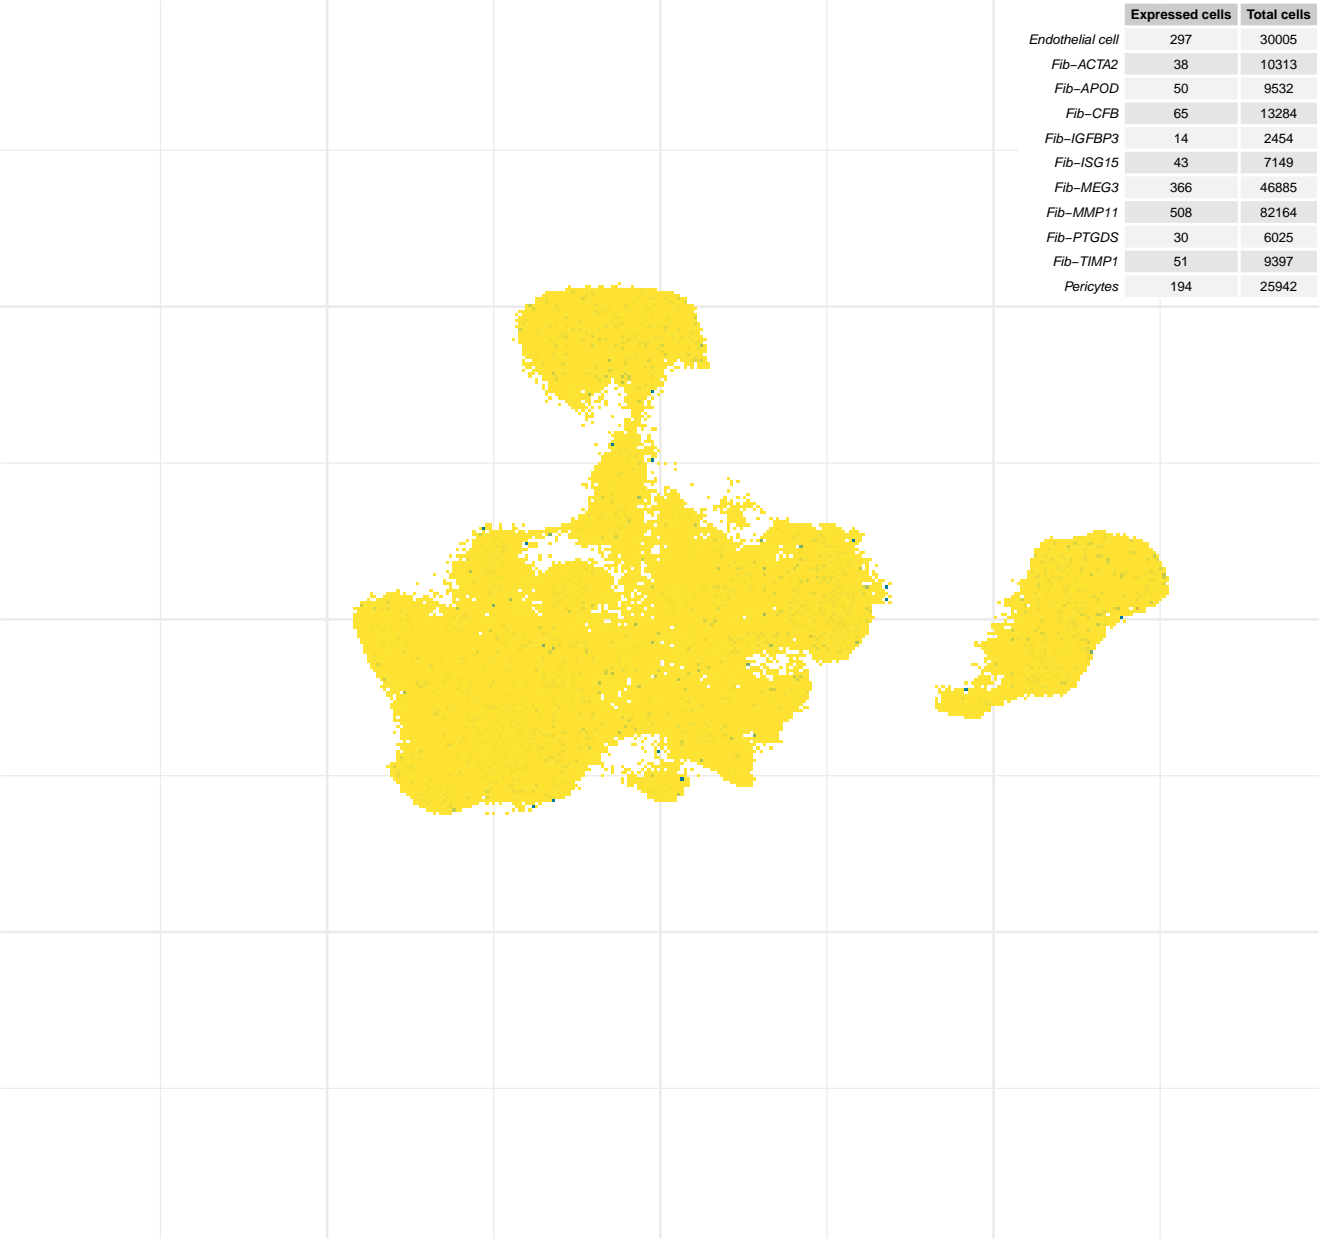 Expressed cells Total cells
Endothelial cell 297 30005
Fib−ACTA2 38 10313
Fib−APOD 50 9532
Fib−CFB 65 13284
Fib−IGFBP3 14 2454
Fib−ISG15 43 7149
Fib−MEG3 366 46885
Fib−MMP11 508 82164
Fib−PTGDS 30 6025
Fib−TIMP1 51 9397
Pericytes 194 25942